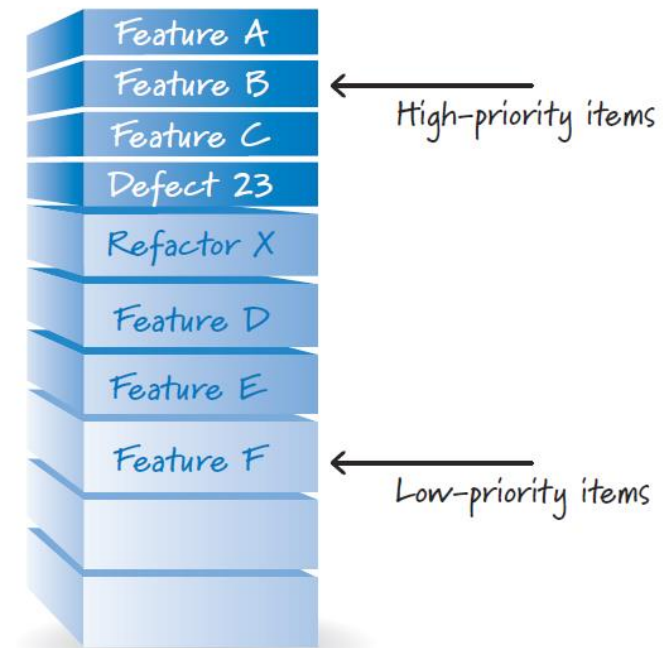 Feature A
Feature B
High-priority items
Feature C
Defect 23
Refactor X
Feature D
Feature E
Feature F
Low-priority items